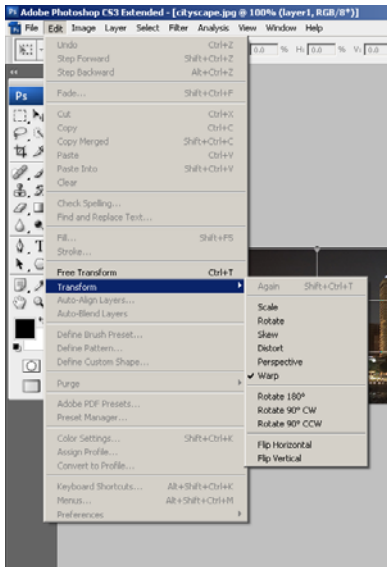 Adobe Photoshop CS3 Extended - [cityscape.jpg @ 100% (layer1, RGB/8*)]
File Edit Image Layer Select Filter Analysis View Window Help
Undo Ctrl+Z
0.0 % H: 0.0 % V: 0.0
Step Forward Shift+Ctrl+Z
Step Backward Alt+Ctrl+Z
Ps
Fade... Shift+Ctrl+F
Cut Ctrl+X
Copy Ctrl+C
Copy Merged Shift+Ctrl+C
Paste Ctrl+V
Paste Into Shift+Ctrl+V
Clear
Check Spelling...
Find and Replace Text...
Fill... Shift+F5
Stroke...
Free Transform Ctrl+T
Transform
Again Shift+Ctrl+T
Auto-Align Layers...
Auto-Blend Layers
Scale
Rotate
Define Brush Preset...
Skew
Define Pattern...
Distort
Define Custom Shape...
Perspective
Warp
Purge
Rotate 180°
Adobe PDF Presets...
Rotate 90° CW
Preset Manager...
Rotate 90° CCW
Color Settings... Shift+Ctrl+K
Flip Horizontal
Assign Profile...
Flip Vertical
Convert to Profile...
Keyboard Shortcuts... Alt+Shift+Ctrl+K
Menus... Alt+Shift+Ctrl+M
Preferences